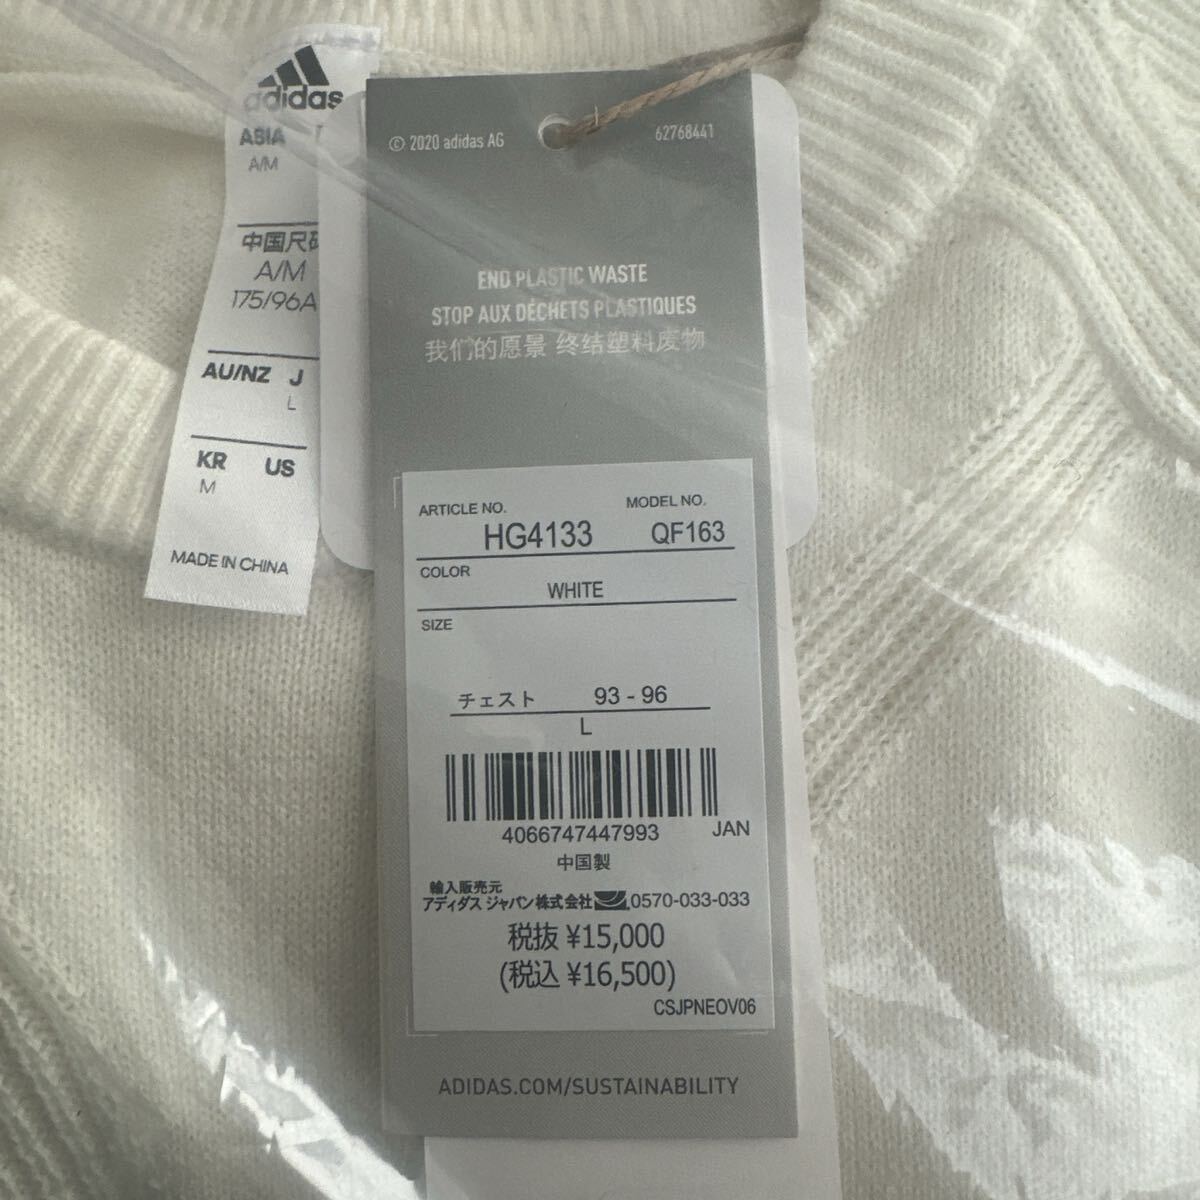 adidas
ASIA
A/M
中国尺码
A/M
175/96A
AU/NZ J
L
KR US
M
MADE IN CHINA
© 2020 adidas AG
62768441
END PLASTIC WASTE
STOP AUX DÉCHETS PLASTIQUES
我们的愿景 终结塑料废物
ARTICLE NO. MODEL NO.
HG4133 QF163
COLOR
WHITE
SIZE
チェスト 93 - 96
L
4066747447993 JAN
中国製
輸入販売元
アディダス ジャパン株式会社 0570-033-033
税抜 ¥15,000
(税込 ¥16,500)
CSJPNEOV06
ADIDAS.COM/SUSTAINABILITY